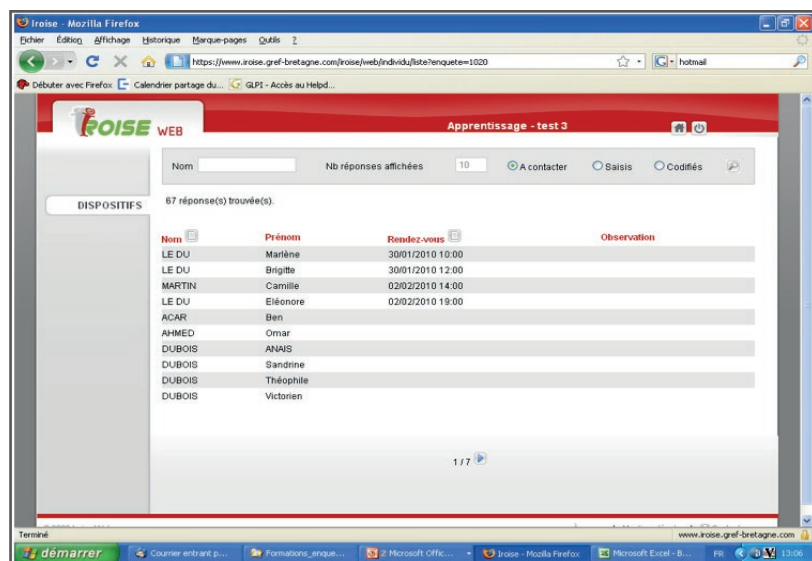 Iroise - Mozilla Firefox
Fichier Édition Affichage Historique Marque-pages Outils ?
https://www.iroise.gref-bretagne.com/iroise/web/individu/liste?enquete=1020
hotmail
Débuter avec Firefox Calendrier partage du... GLPI - Accès au Helpd...
IROISE WEB
Apprentissage - test 3
Nom Nb réponses affichées 10 A contacter Saisis Codifiés
DISPOSITIFS
67 réponse(s) trouvée(s).
Nom Prénom Rendez-vous Observation
LE DU Marlène 30/01/2010 10:00
LE DU Brigitte 30/01/2010 12:00
MARTIN Camille 02/02/2010 14:00
LE DU Eléonore 02/02/2010 19:00
ACAR Ben
AHMED Omar
DUBOIS ANAIS
DUBOIS Sandrine
DUBOIS Théophile
DUBOIS Victorien
1 / 7
Terminé www.iroise.gref-bretagne.com
démarrer Courrier entrant p... Formations_enque... 2 Microsoft Offic... Iroise - Mozilla Firefox Microsoft Excel - B... FR 13:06